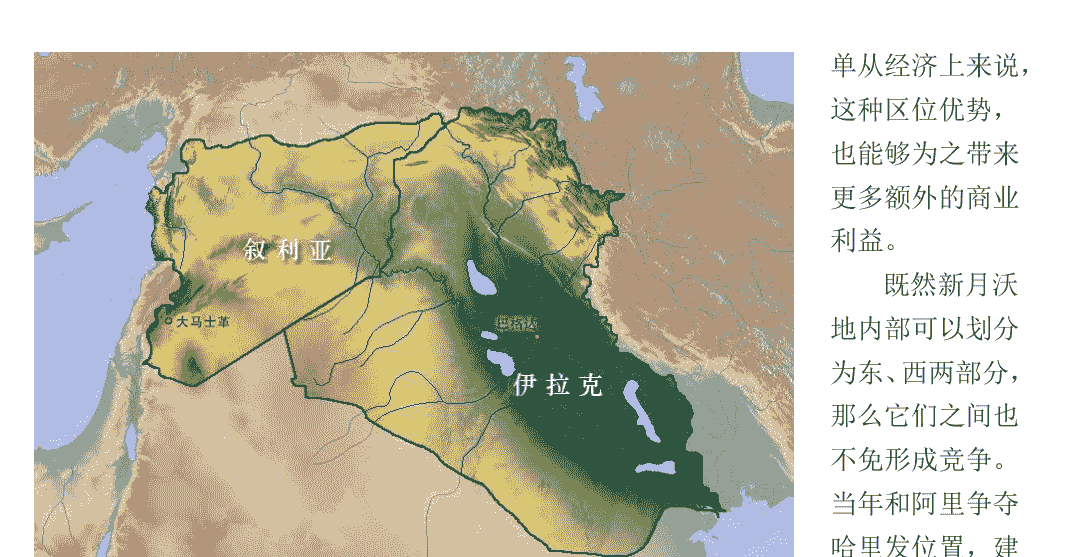 叙利亚
大马士革
巴格达
伊拉克
单从经济上来说，
这种区位优势，
也能够为之带来
更多额外的商业
利益。
既然新月沃
地内部可以划分
为东、西两部分，
那么它们之间也
不免形成竞争。
当年和阿里争夺
哈里发位置，建